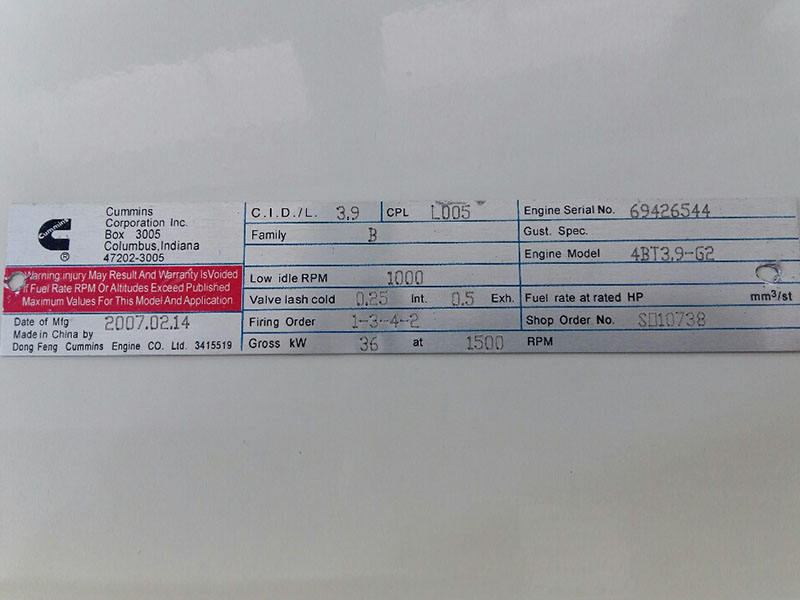 Cummins
Cummins
Corporation Inc.
Box 3005
Columbus,Indiana
47202-3005
®
Warning:injury May Result And Warranty IsVoided
If Fuel Rate RPM Or Altitudes Exceed Published
Maximum Values For This Model And Application.
Date of Mfg 2007.02.14
Made in China by
Dong Feng Cummins Engine CO. Ltd. 3415519
C.I.D./L. 3.9 CPL L005
Family B
Low idle RPM 1000
Valve lash cold 0.25 Int. 0.5 Exh.
Firing Order 1-3-4-2
Gross kW 36 at 1500 RPM
Engine Serial No. 69426544
Gust. Spec.
Engine Model 4BT3.9-G2
Fuel rate at rated HP mm³/st
Shop Order No. SO10738